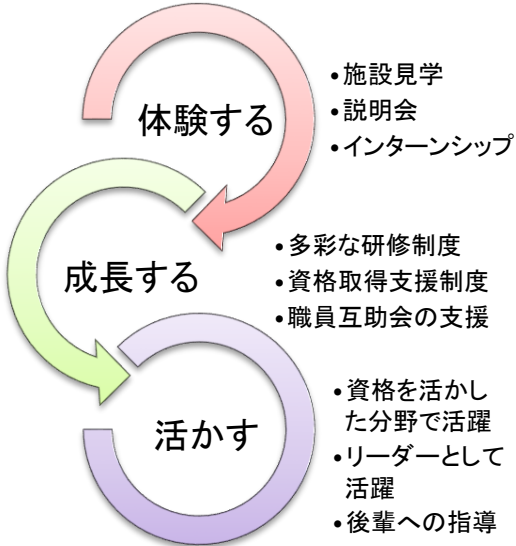 体験する
•施設見学
•説明会
•インターンシップ
成長する
•多彩な研修制度
•資格取得支援制度
•職員互助会の支援
活かす
•資格を活かし
た分野で活躍
•リーダーとして
活躍
•後輩への指導